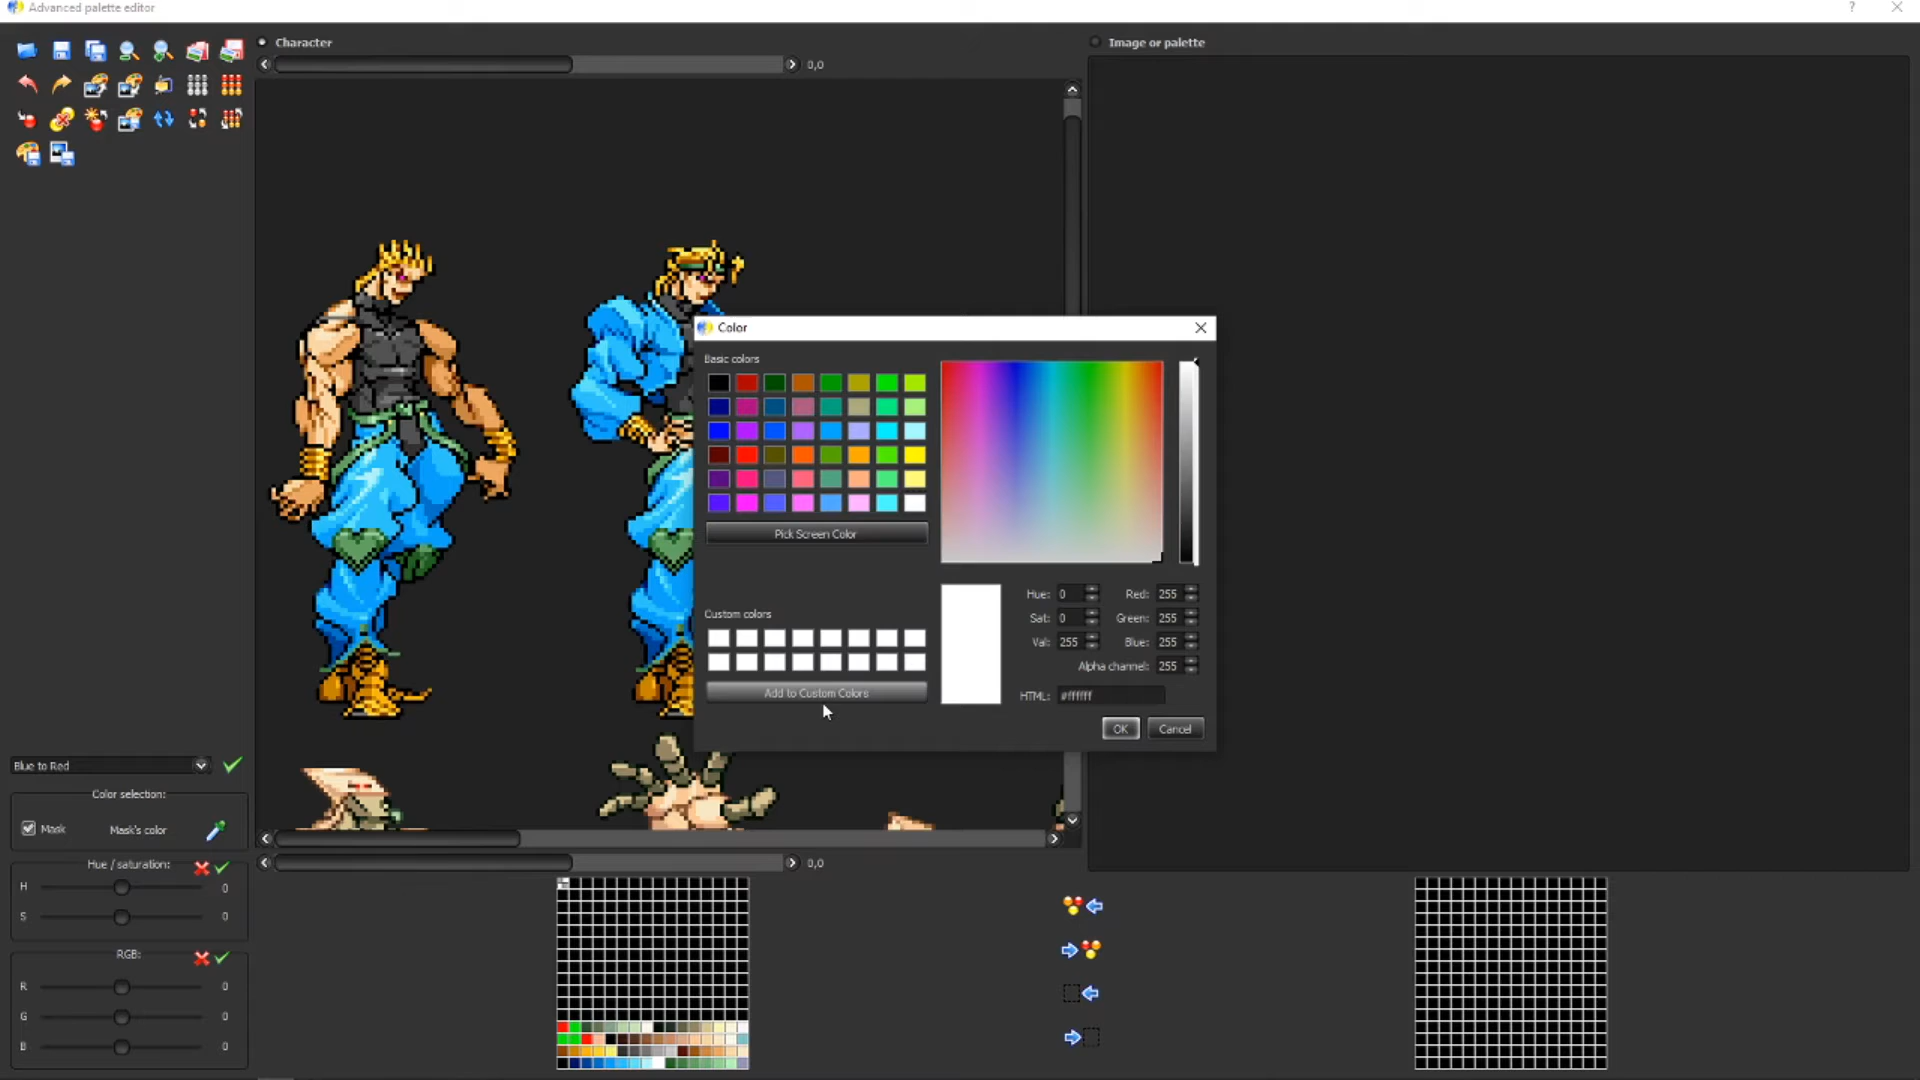 Advanced palette editor
?
Character
Image or palette
0,0
Color
Basic colors
Pick Screen Color
Custom colors
Add to Custom Colors
Hue: 0
Red: 255
Sat: 0
Green: 255
Val: 255
Blue: 255
Alpha channel: 255
HTML: #ffffff
OK
Cancel
Blue to Red
Color selection:
Mask
Mask's color
Hue / saturation:
H 0
S 0
RGB:
R 0
G 0
B 0
0,0